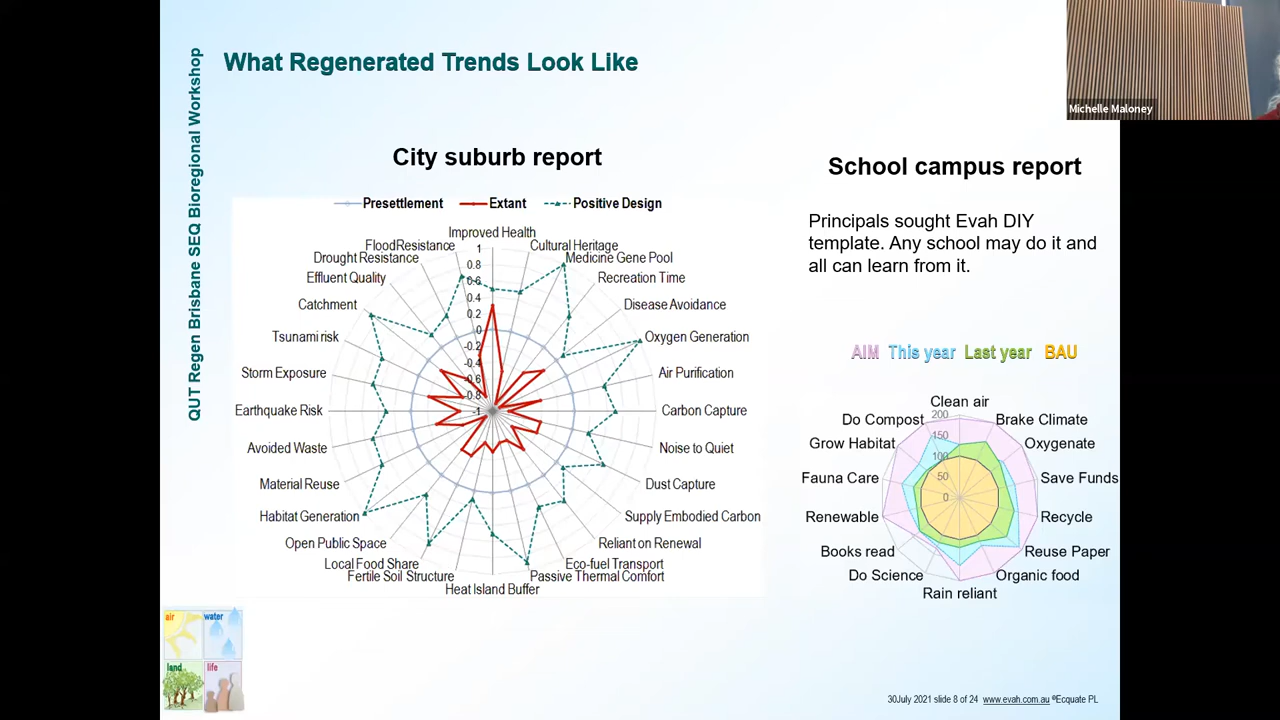 What Regenerated Trends Look Like
Michelle Maloney
QUT Regen Brisbane SEQ Bioregional Workshop
City suburb report
Presettlement
Extant
Positive Design
Improved Health
Cultural Heritage
Medicine Gene Pool
Recreation Time
Disease Avoidance
Oxygen Generation
Air Purification
Carbon Capture
Noise to Quiet
Dust Capture
Supply Embodied Carbon
Reliant on Renewal
Eco-fuel Transport
Passive Thermal Comfort
Heat Island Buffer
Fertile Soil Structure
Local Food Share
Open Public Space
Habitat Generation
Material Reuse
Avoided Waste
Earthquake Risk
Storm Exposure
Tsunami risk
Catchment
Effluent Quality
Drought Resistance
FloodResistance
1
0.8
0.6
0.4
0.2
0
-0.2
-0.4
-0.6
-0.8
-1
School campus report
Principals sought Evah DIY
template. Any school may do it and
all can learn from it.
AIM This year Last year BAU
Clean air
Brake Climate
Oxygenate
Save Funds
Recycle
Reuse Paper
Organic food
Rain reliant
Do Science
Books read
Renewable
Fauna Care
Grow Habitat
Do Compost
200
150
100
50
0
air
water
land
life
30July 2021 slide 8 of 24 www.evah.com.au ©Ecquate PL